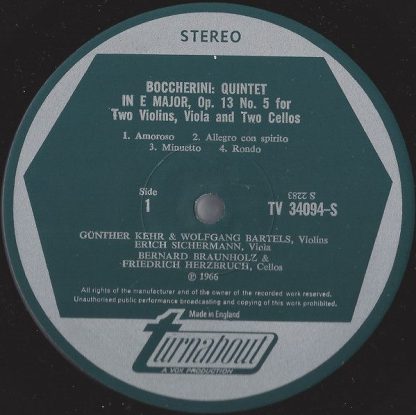 STEREO
BOCCHERINI: QUINTET
IN E MAJOR, Op. 13 No. 5 for
Two Violins, Viola and Two Cellos
1. Amoroso 2. Allegro con spirito
3. Minuetto 4. Rondo
Side
1
S 2283
TV 34094-S
GÜNTHER KEHR & WOLFGANG BARTELS, Violins
ERICH SICHERMANN, Viola
BERNARD BRAUNHOLZ &
FRIEDRICH HERZBRUCH, Cellos
℗ 1966
All rights of the manufacturer and of the owner of the recorded work reserved.
Unauthorised public performance broadcasting and copying of this work prohibited.
Made in England
turnabout
A VOX PRODUCTION